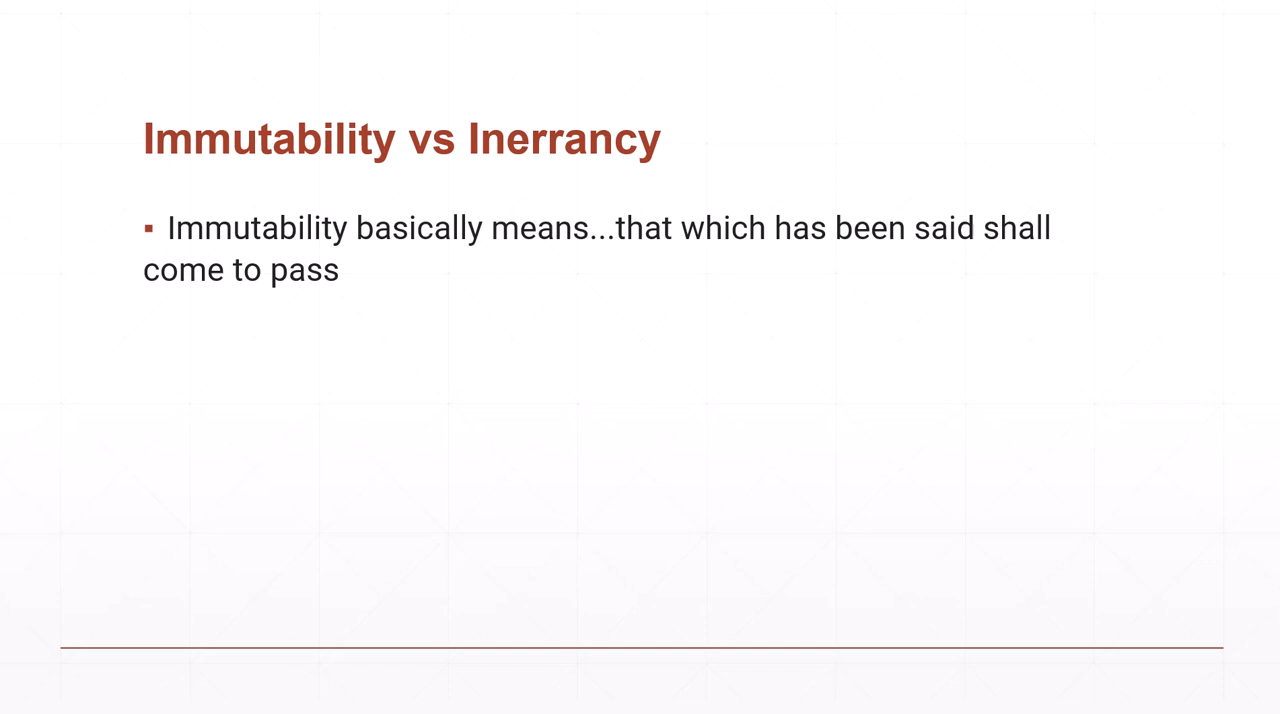 Immutability vs Inerrancy
▪ Immutability basically means...that which has been said shall
come to pass